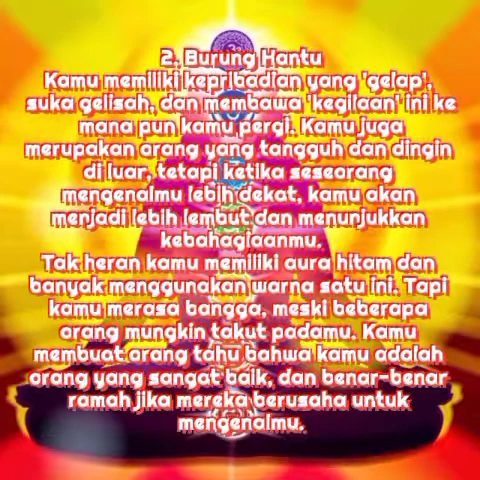 2. Burung Hantu
Kamu memiliki kepribadian yang 'gelap',
suka gelisah, dan membawa 'kegilaan' ini ke
mana pun kamu pergi. Kamu juga
merupakan orang yang tangguh dan dingin
di luar, tetapi ketika seseorang
mengenalmu lebih dekat, kamu akan
menjadi lebih lembut dan menunjukkan
kebahagiaanmu.
Tak heran kamu memiliki aura hitam dan
banyak menggunakan warna satu ini. Tapi
kamu merasa bangga, meski beberapa
orang mungkin takut padamu. Kamu
membuat orang tahu bahwa kamu adalah
orang yang sangat baik, dan benar-benar
ramah jika mereka berusaha untuk
mengenalmu.